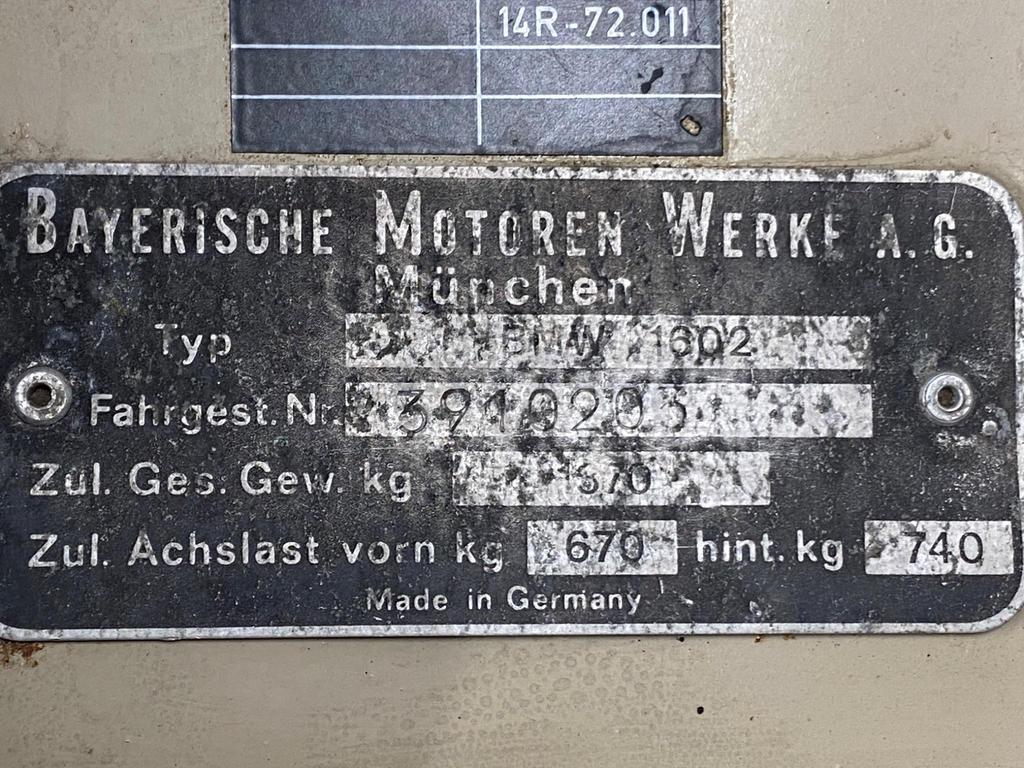 14R-72.011
BAYERISCHE MOTOREN WERKE A.G.
München
Typ BMW 1602
Fahrgest. Nr. 3910203
Zul. Ges. Gew. kg
Zul. Achslast vorn kg 670 hint. kg 740
Made in Germany